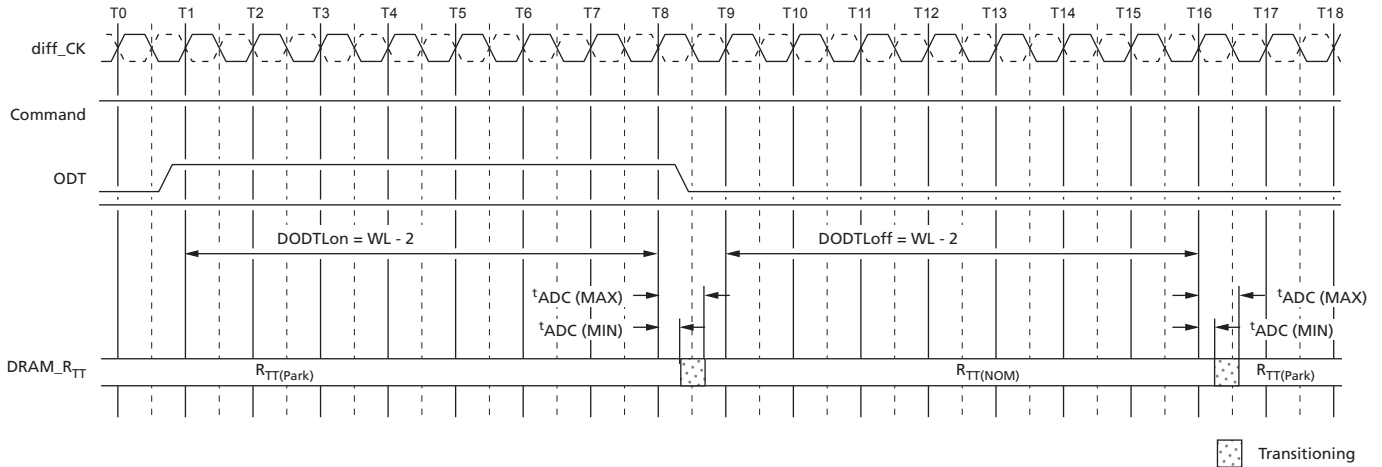 T0 T1 T2 T3 T4 T5 T6 T7 T8 T9 T10 T11 T12 T13 T14 T15 T16 T17 T18
diff_CK
Command
ODT
DODTLon = WL - 2 DODTLoff = WL - 2
tADC (MAX) tADC (MAX)
tADC (MIN) tADC (MIN)
DRAM_RTT RTT(Park) RTT(NOM) RTT(Park)
Transitioning